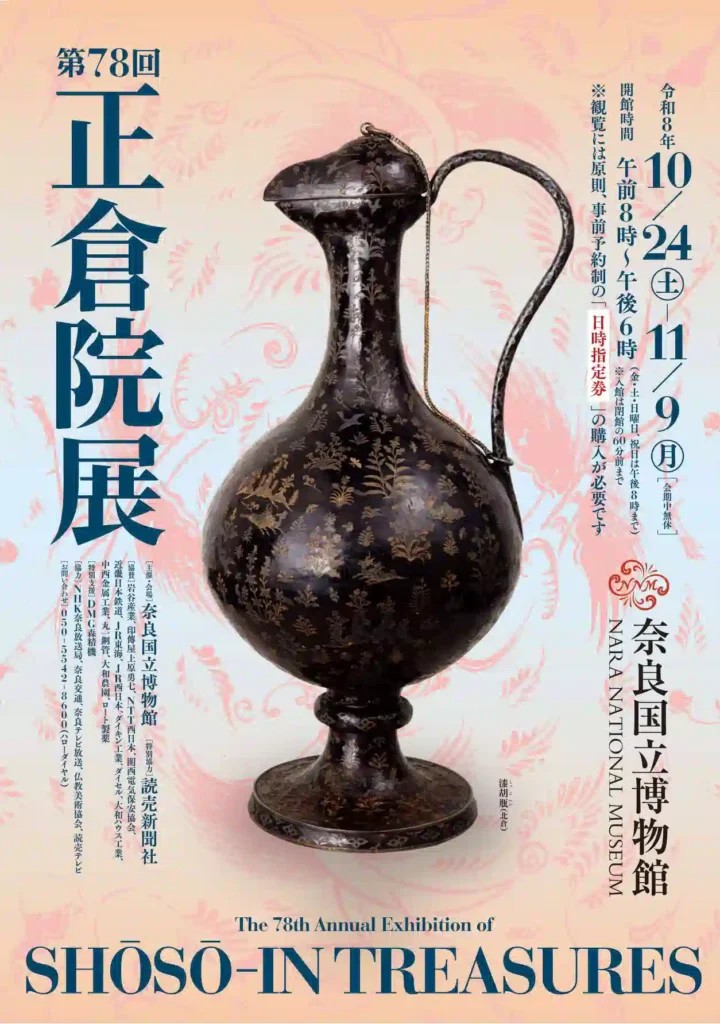 第78回
正倉院展
令和8年
10/24㊏–11/9㊊[会期中無休]
開館時間 午前8時〜午後6時(金・土・日曜日、祝日は午後8時まで)
※入館は閉館の60分前まで
※観覧には原則、事前予約制の「日時指定券」の購入が必要です
NNM
奈良国立博物館
NARA NATIONAL MUSEUM
[主催・会場]奈良国立博物館 [特別協力]読売新聞社
[協賛]岩谷産業、印傳屋上原勇七、NTT西日本、関西電気保安協会、
近畿日本鉄道、JR東海、JR西日本、ダイキン工業、ダイセル、大和ハウス工業、
中西金属工業、丸一鋼管、大和農園、ロート製薬
[特別支援]DMG森精機
[協力]NHK奈良放送局、奈良交通、奈良テレビ放送、仏教美術協会、読売テレビ
[お問い合わせ]050-5542-8600(ハローダイヤル)
漆胡瓶(北倉)
The 78th Annual Exhibition of
SHŌSŌ-IN TREASURES